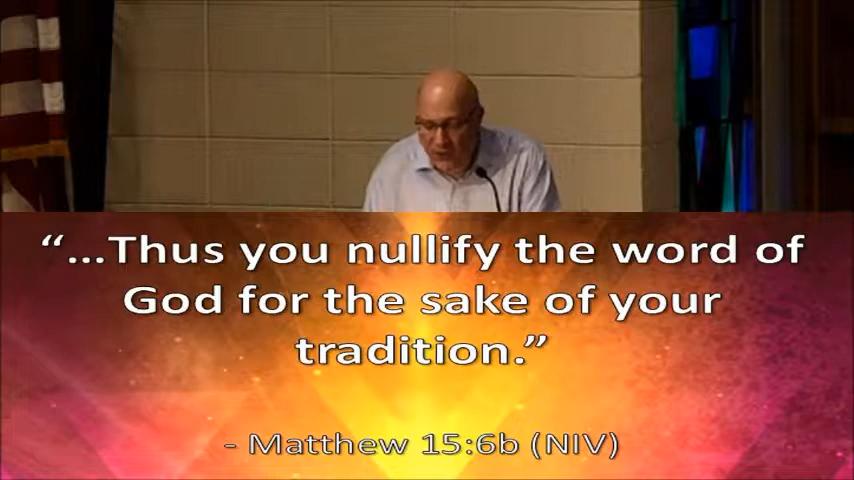 “...Thus you nullify the word of
God for the sake of your
tradition.”
- Matthew 15:6b (NIV)